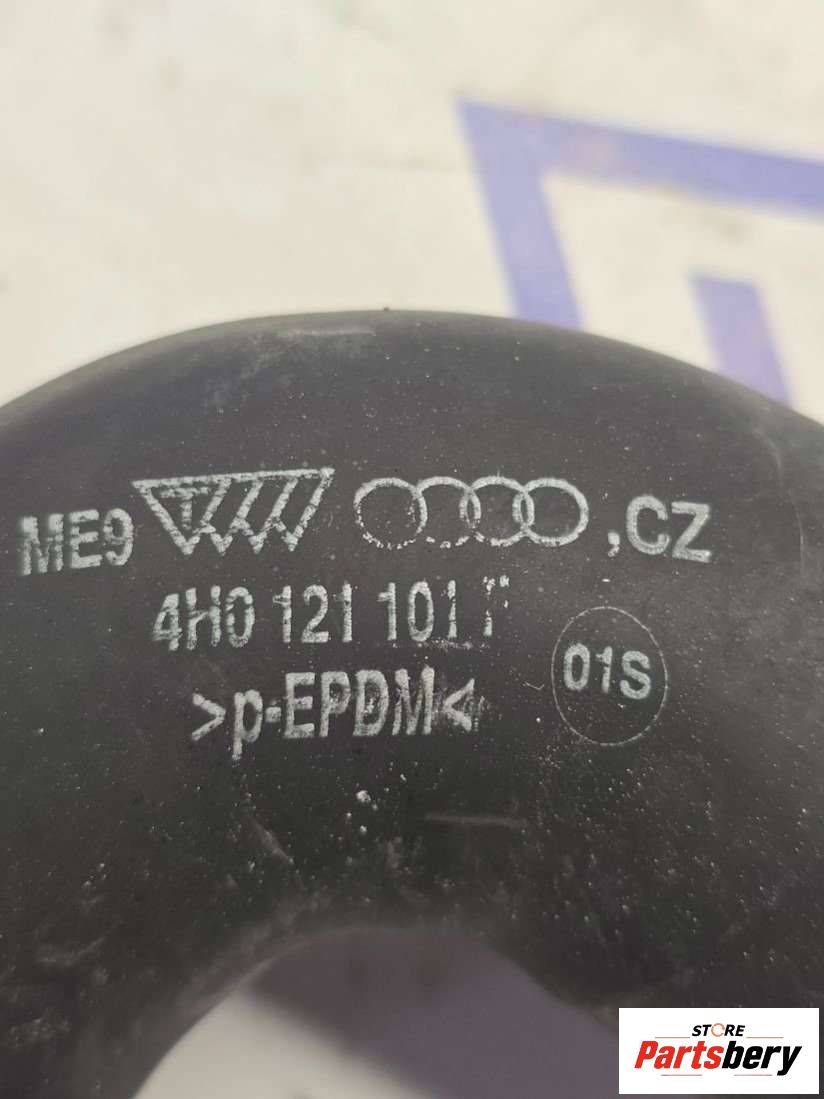 ME9 ,CZ
4H0 121 101
01S
>p-EPDM<
STORE
Partsbery